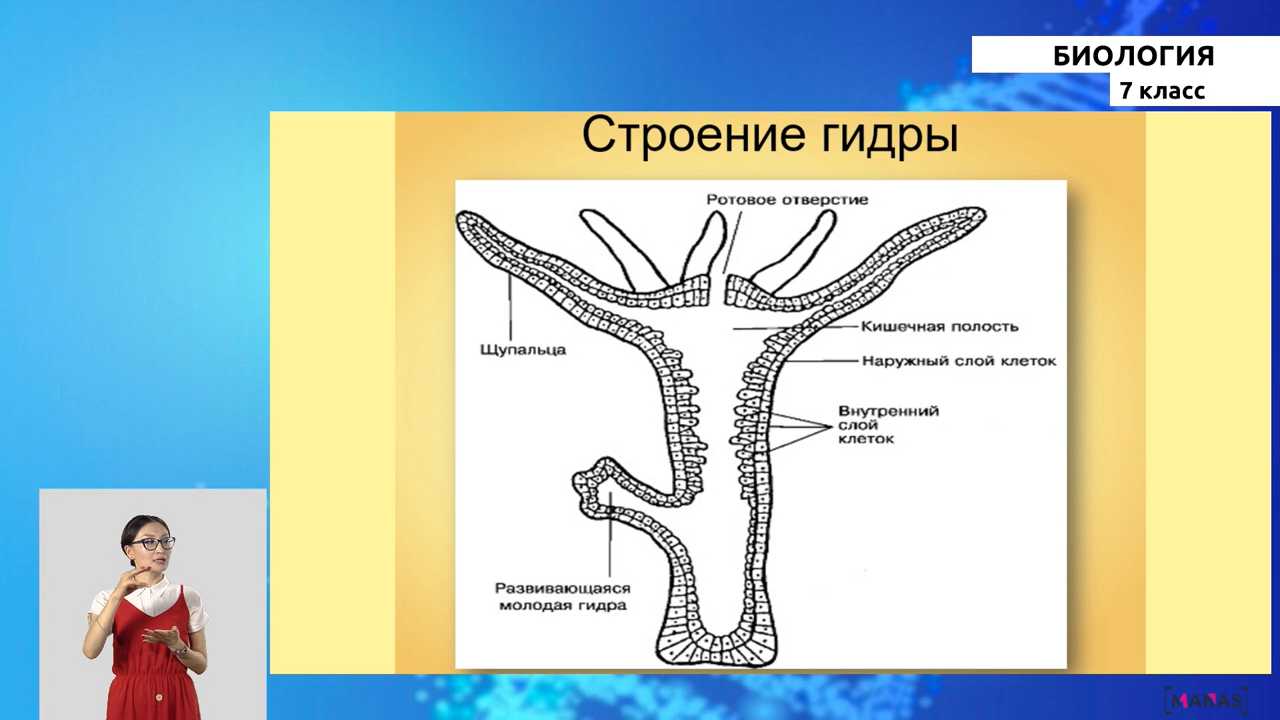 БИОЛОГИЯ
7 класс
Строение гидры
Ротовое отверстие
Щупальца
Кишечная полость
Наружный слой клеток
Внутренний
слой
клеток
Развивающаяся
молодая гидра
[MANAS]